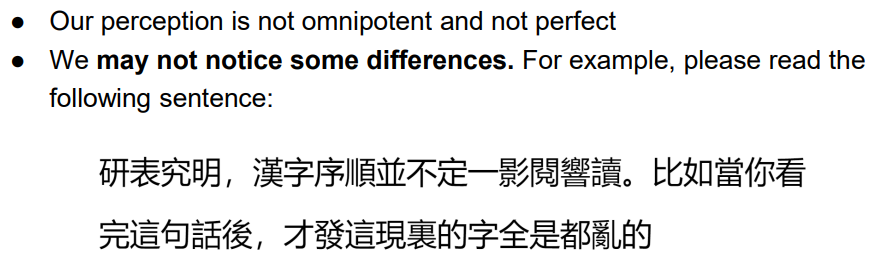 ● Our perception is not omnipotent and not perfect
● We may not notice some differences. For example, please read the
following sentence:
研表究明，漢字序順並不定一影閱響讀。比如當你看
完這句話後，才發這現裏的字全是都亂的